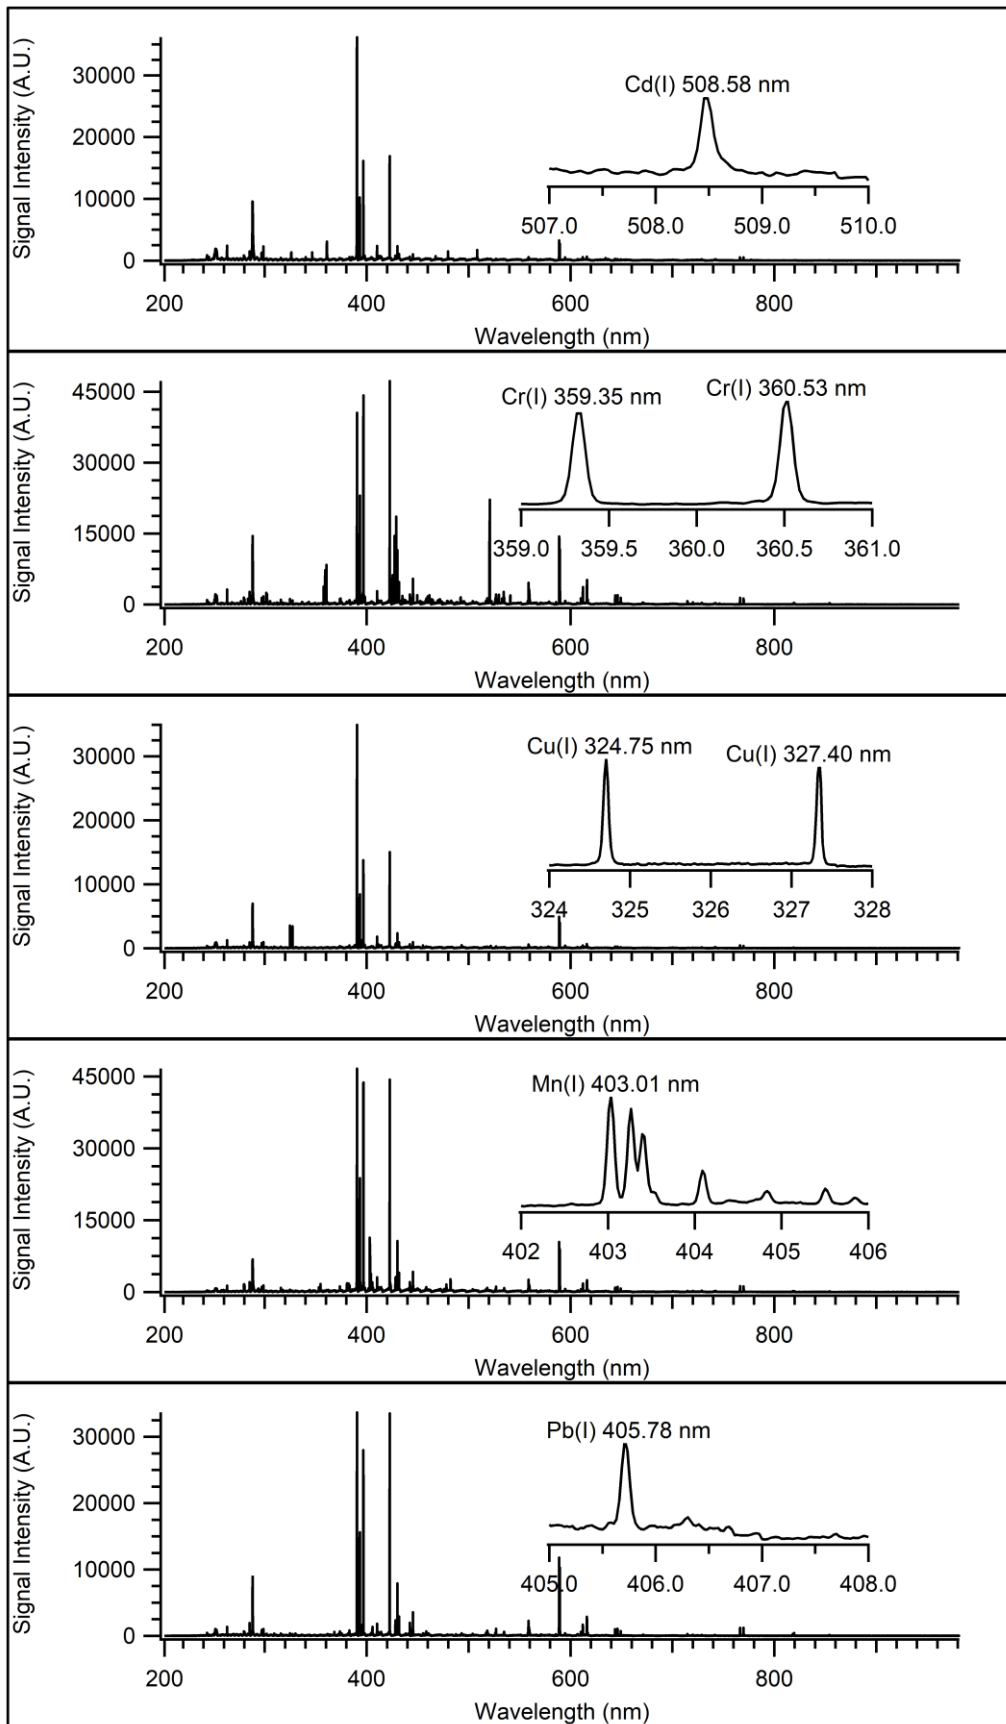 Signal Intensity (A.U.)
30000
20000
10000
0
Cd(I) 508.58 nm
507.0 508.0 509.0 510.0
200 400 600 800
Wavelength (nm)
Signal Intensity (A.U.)
45000
30000
15000
0
Cr(I) 359.35 nm
Cr(I) 360.53 nm
359.0 359.5 360.0 360.5 361.0
200 400 600 800
Wavelength (nm)
Signal Intensity (A.U.)
30000
20000
10000
0
Cu(I) 324.75 nm
Cu(I) 327.40 nm
324 325 326 327 328
200 400 600 800
Wavelength (nm)
Signal Intensity (A.U.)
45000
30000
15000
0
Mn(I) 403.01 nm
402 403 404 405 406
200 400 600 800
Wavelength (nm)
Signal Intensity (A.U.)
30000
20000
10000
0
Pb(I) 405.78 nm
405.0 406.0 407.0 408.0
200 400 600 800
Wavelength (nm)